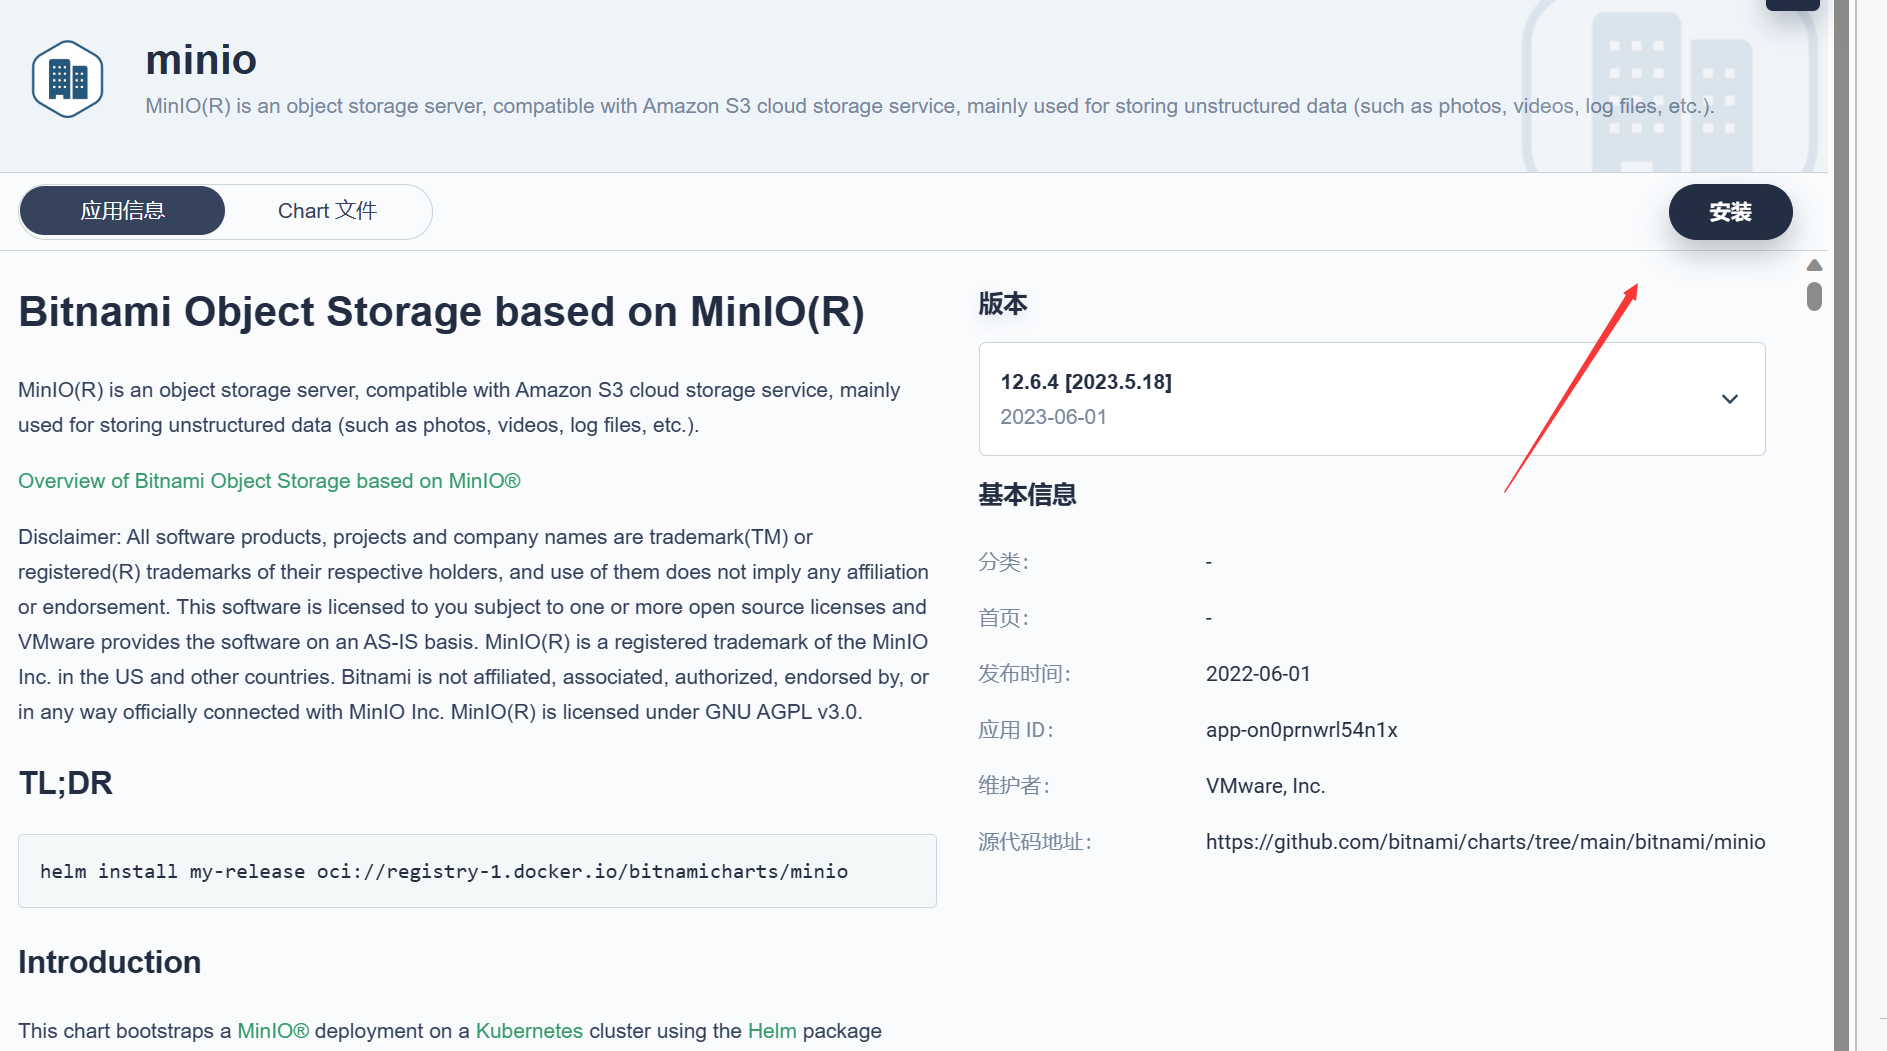 minio
MinIO(R) is an object storage server, compatible with Amazon S3 cloud storage service, mainly used for storing unstructured data (such as photos, videos, log files, etc.).
应用信息
Chart 文件
安装
Bitnami Object Storage based on MinIO(R)
MinIO(R) is an object storage server, compatible with Amazon S3 cloud storage service, mainly
used for storing unstructured data (such as photos, videos, log files, etc.).
Overview of Bitnami Object Storage based on MinIO®
Disclaimer: All software products, projects and company names are trademark(TM) or
registered(R) trademarks of their respective holders, and use of them does not imply any affiliation
or endorsement. This software is licensed to you subject to one or more open source licenses and
VMware provides the software on an AS-IS basis. MinIO(R) is a registered trademark of the MinIO
Inc. in the US and other countries. Bitnami is not affiliated, associated, authorized, endorsed by, or
in any way officially connected with MinIO Inc. MinIO(R) is licensed under GNU AGPL v3.0.
TL;DR
helm install my-release oci://registry-1.docker.io/bitnamicharts/minio
Introduction
This chart bootstraps a MinIO® deployment on a Kubernetes cluster using the Helm package
版本
12.6.4 [2023.5.18]
2023-06-01
基本信息
分类: -
首页: -
发布时间: 2022-06-01
应用 ID: app-on0prnwrl54n1x
维护者: VMware, Inc.
源代码地址: https://github.com/bitnami/charts/tree/main/bitnami/minio